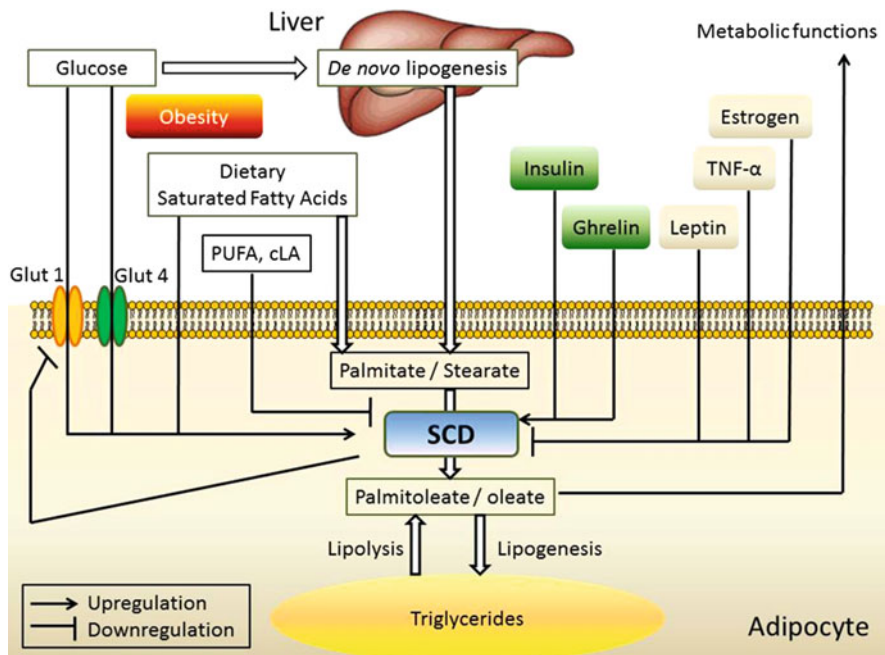 Liver
Metabolic functions
Glucose
De novo lipogenesis
Obesity
Estrogen
Dietary
Saturated Fatty Acids
Insulin
TNF-α
Ghrelin
Leptin
PUFA, cLA
Glut 1
Glut 4
Palmitate / Stearate
SCD
Palmitoleate / oleate
Lipolysis
Lipogenesis
Upregulation
Downregulation
Triglycerides
Adipocyte